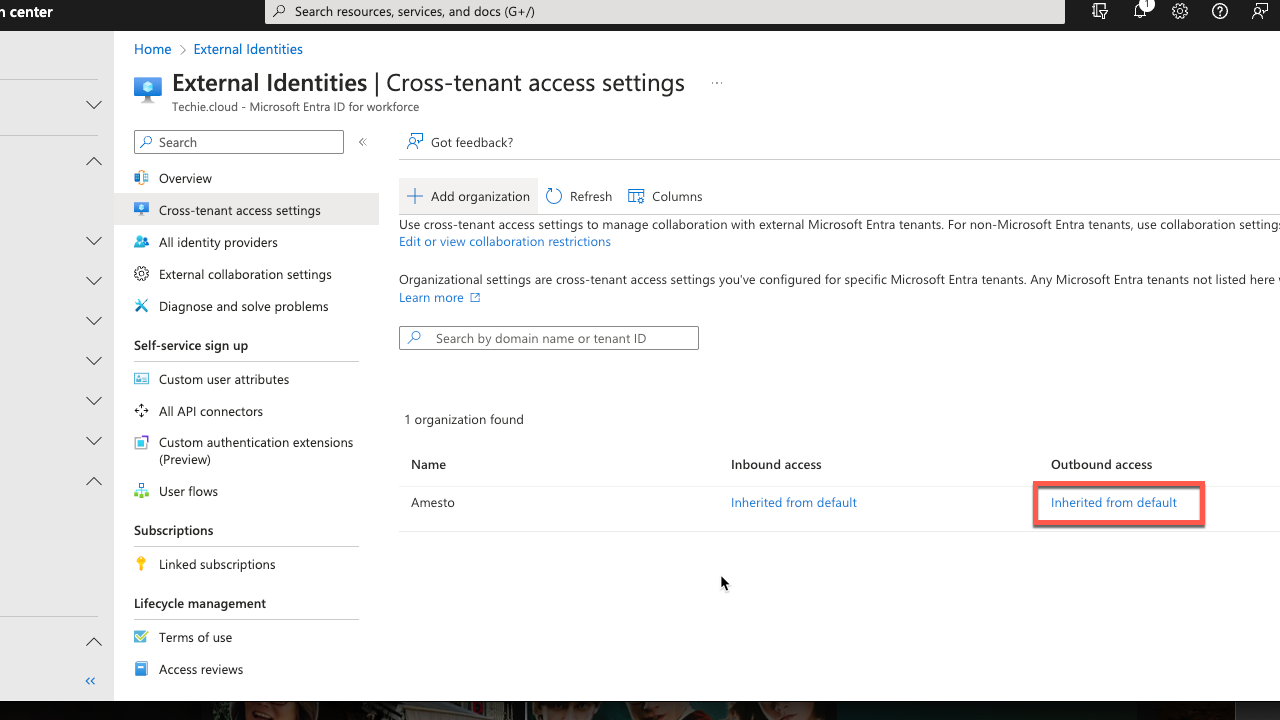 n center
Search resources, services, and docs (G+/)
1
Home > External Identities
External Identities | Cross-tenant access settings ...
Techie.cloud - Microsoft Entra ID for workforce
Search
«
Overview
Cross-tenant access settings
All identity providers
External collaboration settings
Diagnose and solve problems
Self-service sign up
Custom user attributes
All API connectors
Custom authentication extensions
(Preview)
User flows
Subscriptions
Linked subscriptions
Lifecycle management
Terms of use
Access reviews
Got feedback?
Add organization Refresh Columns
Use cross-tenant access settings to manage collaboration with external Microsoft Entra tenants. For non-Microsoft Entra tenants, use collaboration settings
Edit or view collaboration restrictions
Organizational settings are cross-tenant access settings you've configured for specific Microsoft Entra tenants. Any Microsoft Entra tenants not listed here
Learn more
Search by domain name or tenant ID
1 organization found
Name Inbound access Outbound access
Amesto Inherited from default Inherited from default